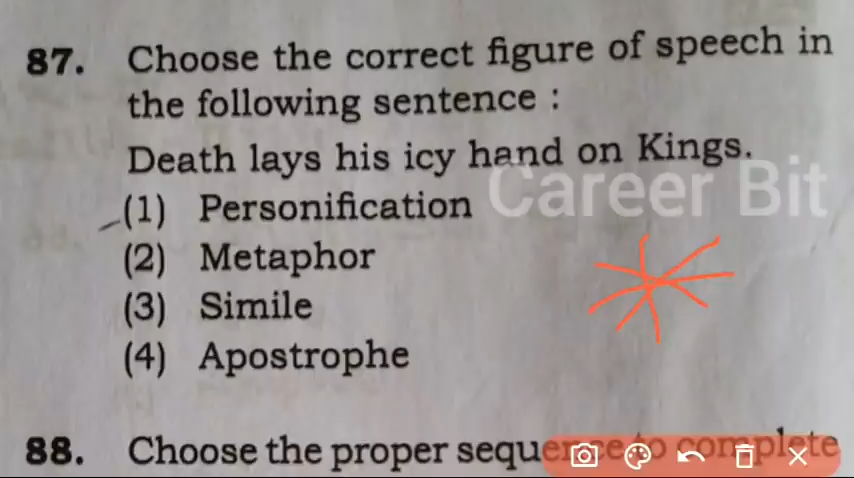 87. Choose the correct figure of speech in
the following sentence :
Death lays his icy hand on Kings.
Career Bit
(1) Personification
(2) Metaphor
(3) Simile
(4) Apostrophe
88. Choose the proper sequence to complete